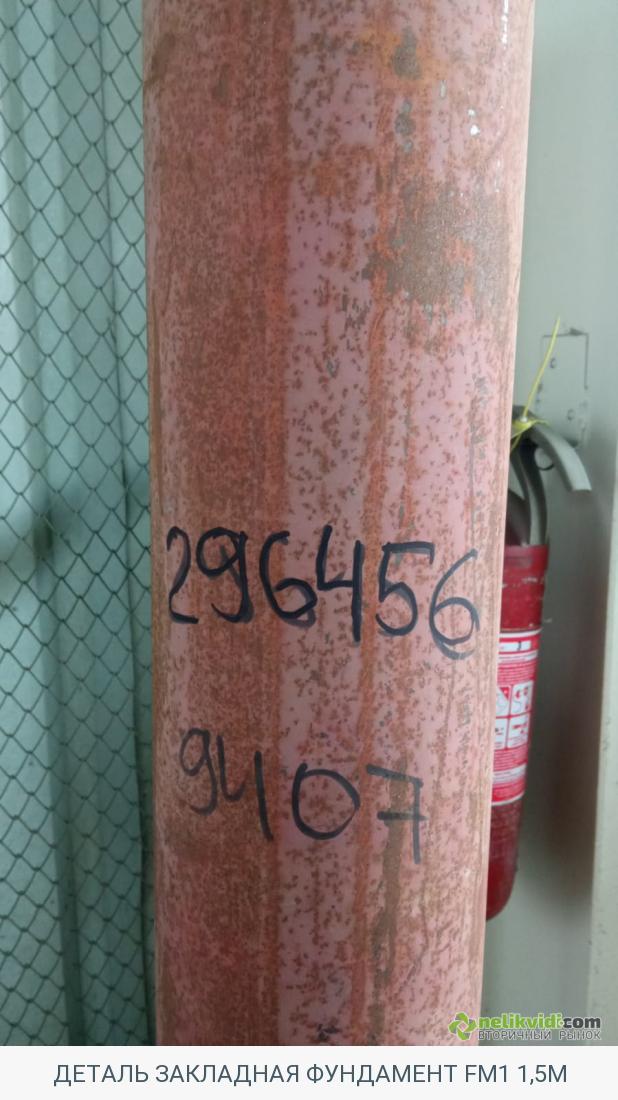 296456
9407
nelikvidi.com
ВТОРИЧНЫЙ РЫНОК
ДЕТАЛЬ ЗАКЛАДНАЯ ФУНДАМЕНТ FM1 1,5М